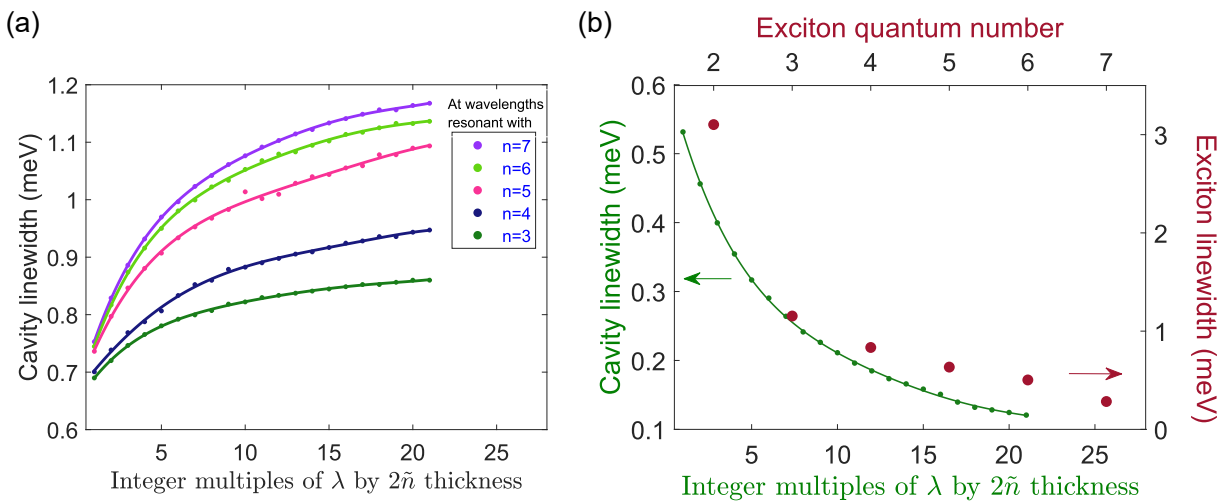 (a)
Cavity linewidth (meV)
1.2
1.1
1
0.9
0.8
0.7
0.6
5
10
15
20
25
Integer multiples of λ by 2ñ thickness
At wavelengths
resonant with
n=7
n=6
n=5
n=4
n=3
(b)
Exciton quantum number
2
3
4
5
6
7
Cavity linewidth (meV)
0.6
0.5
0.4
0.3
0.2
0.1
3
2
1
0
Exciton linewidth (meV)
5
10
15
20
25
Integer multiples of λ by 2ñ thickness